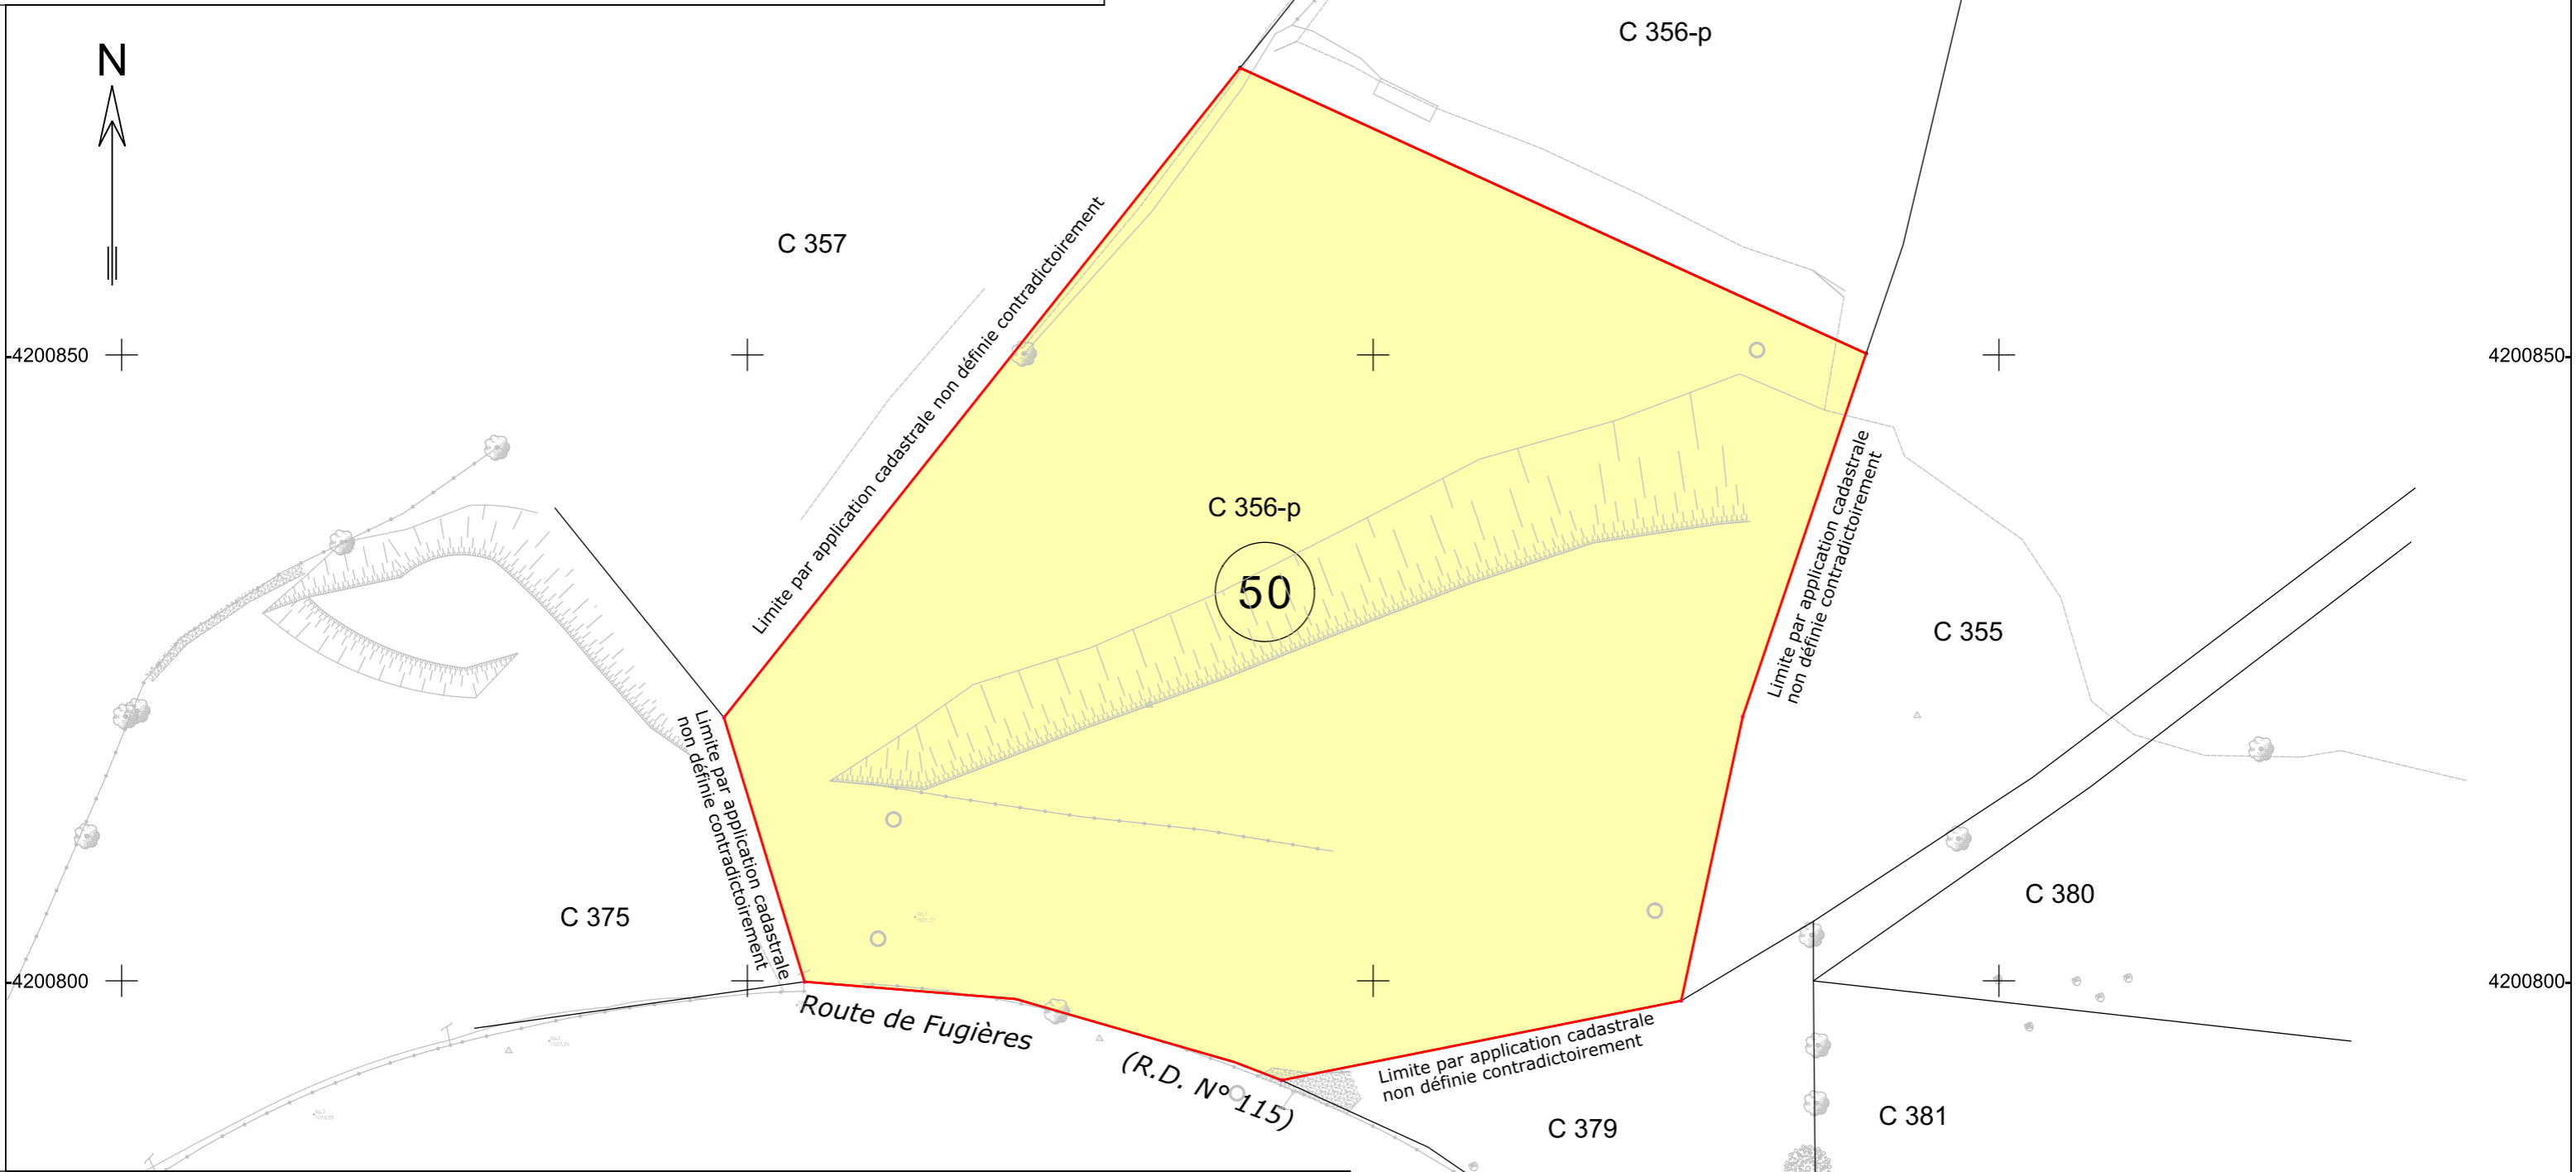 C 356-p
N
C 357
Limite par application cadastrale non définie contradictoirement
4200850
4200850
Limite par application cadastrale
non définie contradictoirement
C 356-p
50
C 355
Limite par application cadastrale
non définie contradictoirement
C 375
C 380
4200800
4200800
Route de Fugières
(R.D. N° 115)
Limite par application cadastrale
non définie contradictoirement
C 379
C 381